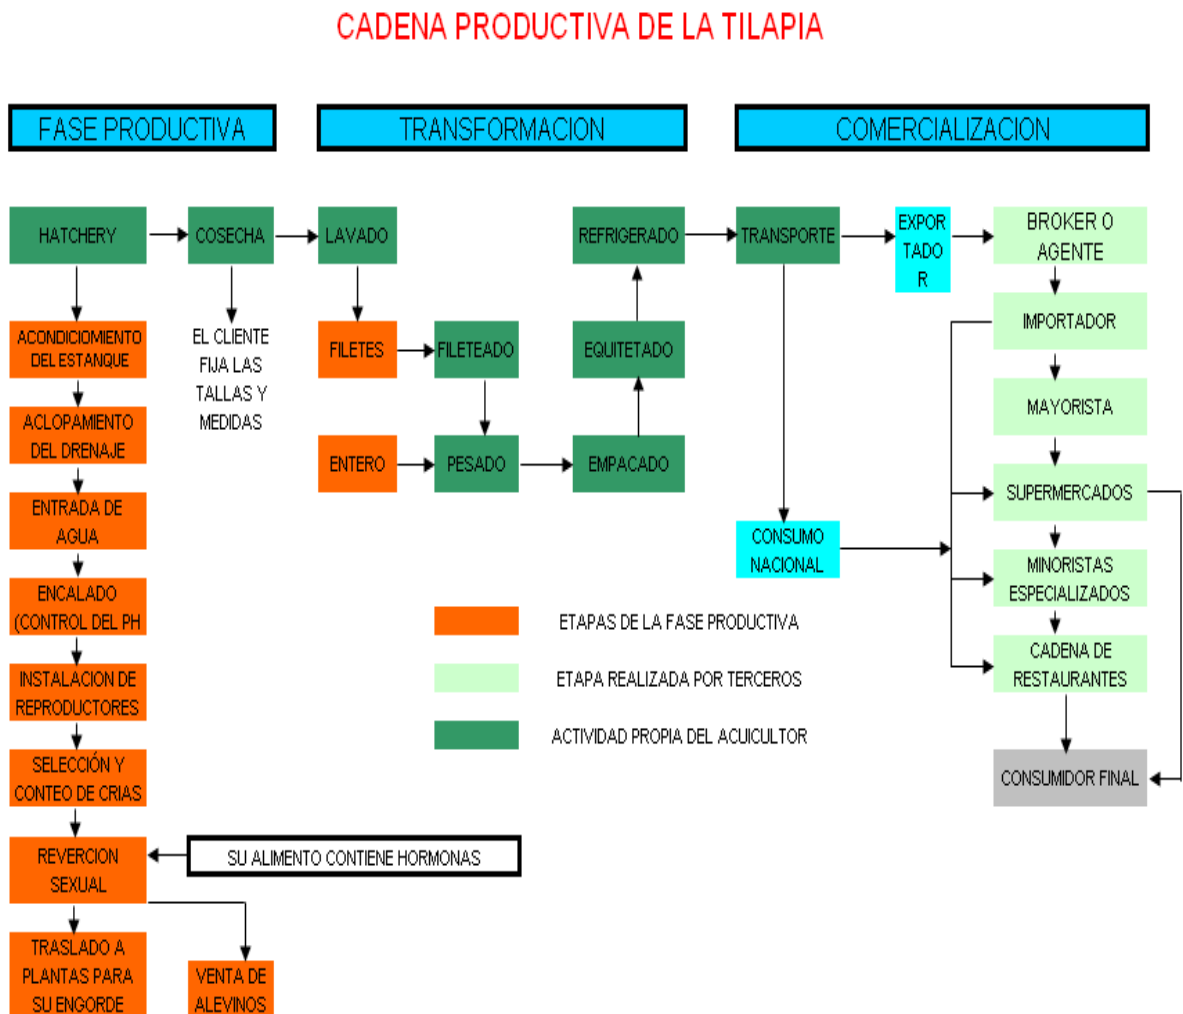 CADENA PRODUCTIVA DE LA TILAPIA
FASE PRODUCTIVA
TRANSFORMACION
COMERCIALIZACION
HATCHERY
COSECHA
LAVADO
REFRIGERADO
TRANSPORTE
EXPOR
TADO
R
BROKER O
AGENTE
ACONDICIOMIENTO
DEL ESTANQUE
EL CLIENTE
FIJA LAS
TALLAS Y
MEDIDAS
FILETES
FILETEADO
EQUITETADO
IMPORTADOR
ACLOPAMIENTO
DEL DRENAJE
MAYORISTA
ENTERO
PESADO
EMPACADO
SUPERMERCADOS
ENTRADA DE
AGUA
CONSUMO
NACIONAL
MINORISTAS
ESPECIALIZADOS
ENCALADO
(CONTROL DEL PH
ETAPAS DE LA FASE PRODUCTIVA
CADENA DE
RESTAURANTES
INSTALACION DE
REPRODUCTORES
ETAPA REALIZADA POR TERCEROS
ACTIVIDAD PROPIA DEL ACUICULTOR
SELECCIÓN Y
CONTEO DE CRIAS
CONSUMIDOR FINAL
REVERCION
SEXUAL
SU ALIMENTO CONTIENE HORMONAS
TRASLADO A
PLANTAS PARA
SU ENGORDE
VENTA DE
ALEVINOS